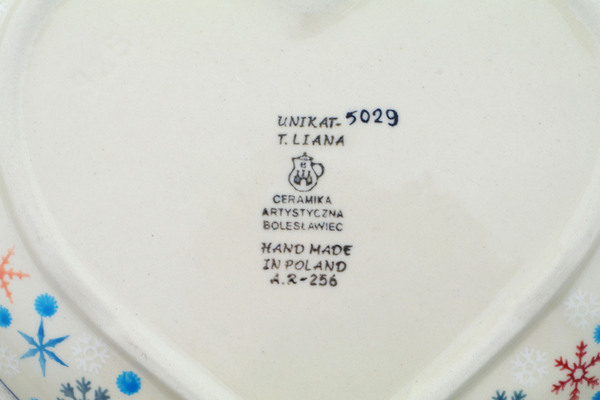 UNIKAT-5029
T. LIANA
CERAMIKA
ARTYSTYCZNA
BOLESŁAWIEC
HAND MADE
IN POLAND
A.R-256